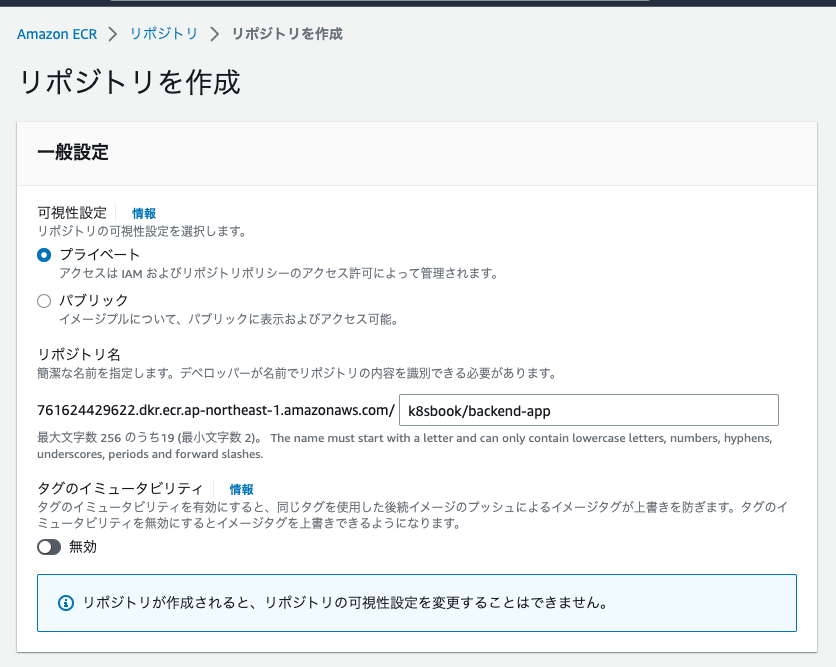 Amazon ECR > リポジトリ > リポジトリを作成
リポジトリを作成
一般設定
可視性設定 情報
リポジトリの可視性設定を選択します。
プライベート
アクセスは IAM およびリポジトリポリシーのアクセス許可によって管理されます。
パブリック
イメージプルについて、パブリックに表示およびアクセス可能。
リポジトリ名
簡潔な名前を指定します。デベロッパーが名前でリポジトリの内容を識別できる必要があります。
761624429622.dkr.ecr.ap-northeast-1.amazonaws.com/ k8sbook/backend-app
最大文字数 256 のうち19 (最小文字数 2)。 The name must start with a letter and can only contain lowercase letters, numbers, hyphens,
underscores, periods and forward slashes.
タグのイミュータビリティ 情報
タグのイミュータビリティを有効にすると、同じタグを使用した後続イメージのプッシュによるイメージタグが上書きを防ぎます。タグのイ
ミュータビリティを無効にするとイメージタグを上書きできるようになります。
無効
リポジトリが作成されると、リポジトリの可視性設定を変更することはできません。